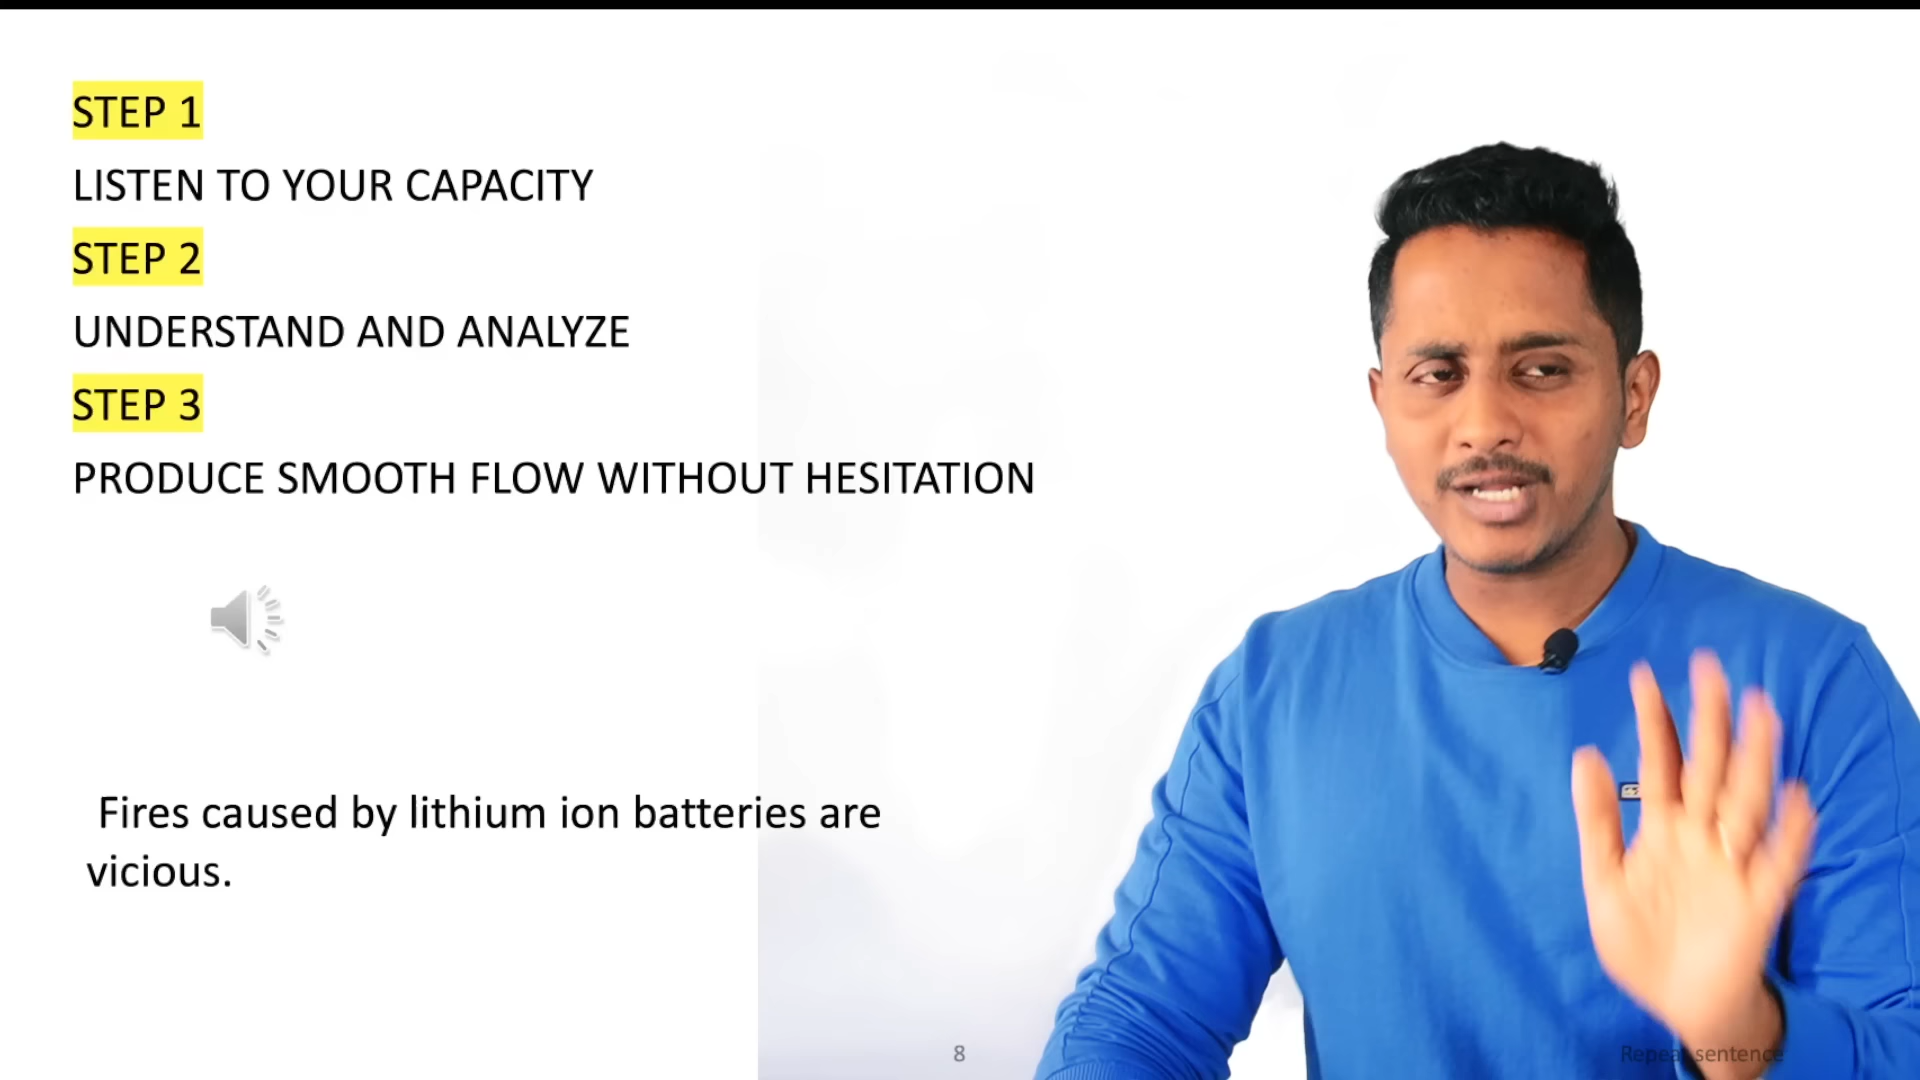 STEP 1
LISTEN TO YOUR CAPACITY
STEP 2
UNDERSTAND AND ANALYZE
STEP 3
PRODUCE SMOOTH FLOW WITHOUT HESITATION
Fires caused by lithium ion batteries are
vicious.
8
Repeat sentence